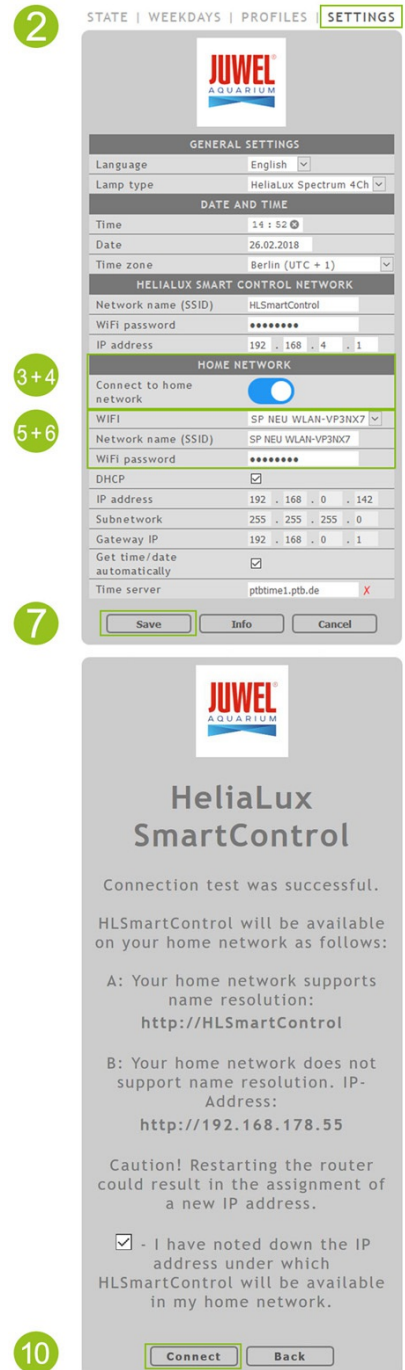 2
STATE | WEEKDAYS | PROFILES | SETTINGS
JUWEL
AQUARIUM
GENERAL SETTINGS
Language English
Lamp type HeliaLux Spectrum 4Ch
DATE AND TIME
Time 14 : 52
Date 26.02.2018
Time zone Berlin (UTC + 1)
HELIALUX SMART CONTROL NETWORK
Network name (SSID) HLSmartControl
WiFi password ••••••••
IP address 192 . 168 . 4 . 1
3+4
HOME NETWORK
Connect to home
network
5+6
WIFI SP NEU WLAN-VP3NX7
Network name (SSID) SP NEU WLAN-VP3NX7
WiFi password ••••••••
DHCP
IP address 192 . 168 . 0 . 142
Subnetwork 255 . 255 . 255 . 0
Gateway IP 192 . 168 . 0 . 1
Get time/date
automatically
Time server ptbtime1.ptb.de X
7
Save Info Cancel
JUWEL
AQUARIUM
HeliaLux
SmartControl
Connection test was successful.
HLSmartControl will be available
on your home network as follows:
A: Your home network supports
name resolution:
http://HLSmartControl
B: Your home network does not
support name resolution. IP-
Address:
http://192.168.178.55
Caution! Restarting the router
could result in the assignment of
a new IP address.
- I have noted down the IP
address under which
HLSmartControl will be available
in my home network.
10
Connect Back